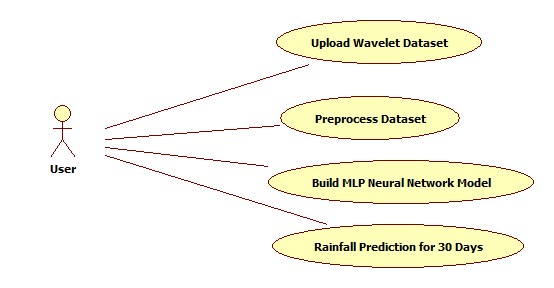 Upload Wavelet Dataset
Preprocess Dataset
User
Build MLP Neural Network Model
Rainfall Prediction for 30 Days